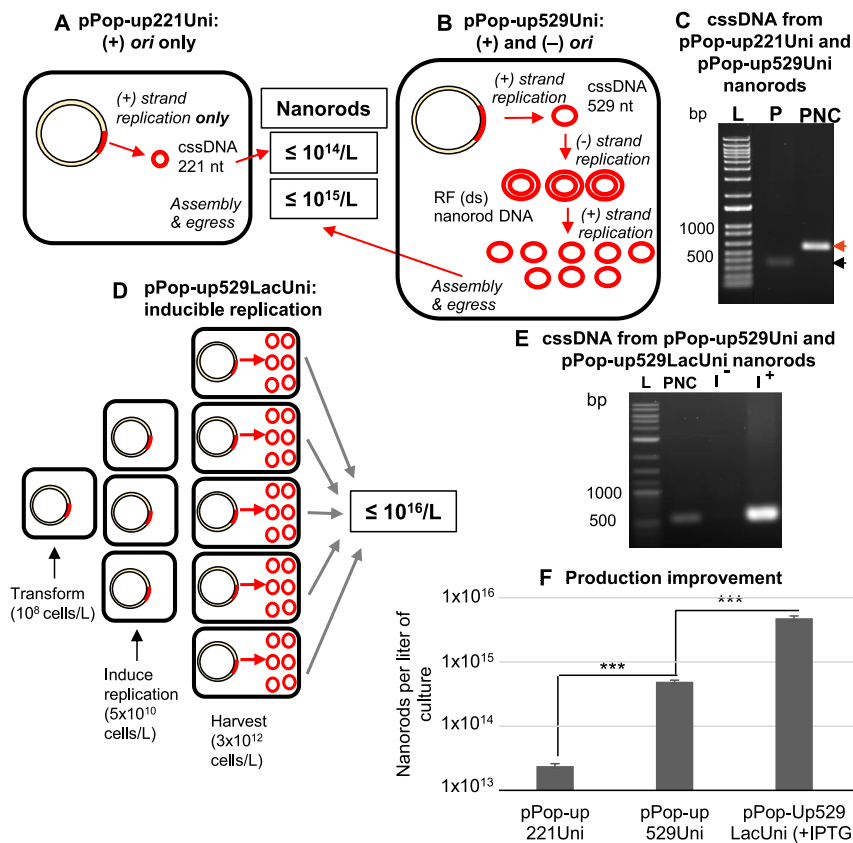 A pPop-up221Uni:
(+) ori only
(+) strand
replication only
cssDNA
221 nt
Assembly
& egress
Nanorods
≤ 10¹⁴/L
≤ 10¹⁵/L
B pPop-up529Uni:
(+) and (–) ori
(+) strand
replication
cssDNA
529 nt
(-) strand
replication
RF (ds)
nanorod DNA
(+) strand
replication
Assembly
& egress
C cssDNA from
pPop-up221Uni and
pPop-up529Uni
nanorods
bp L P PNC
1000
500
D pPop-up529LacUni:
inducible replication
Transform
(10⁸ cells/L)
Induce
replication
(5x10¹⁰
cells/L)
Harvest
(3x10¹²
cells/L)
≤ 10¹⁶/L
E cssDNA from pPop-up529Uni and
pPop-up529LacUni nanorods
L PNC I⁻ I⁺
bp
1000
500
F Production improvement
Nanorods per liter of
culture
1x10¹⁶
1x10¹⁵
1x10¹⁴
1x10¹³
***
***
pPop-up
221Uni
pPop-up
529Uni
pPop-Up529
LacUni (+IPTG